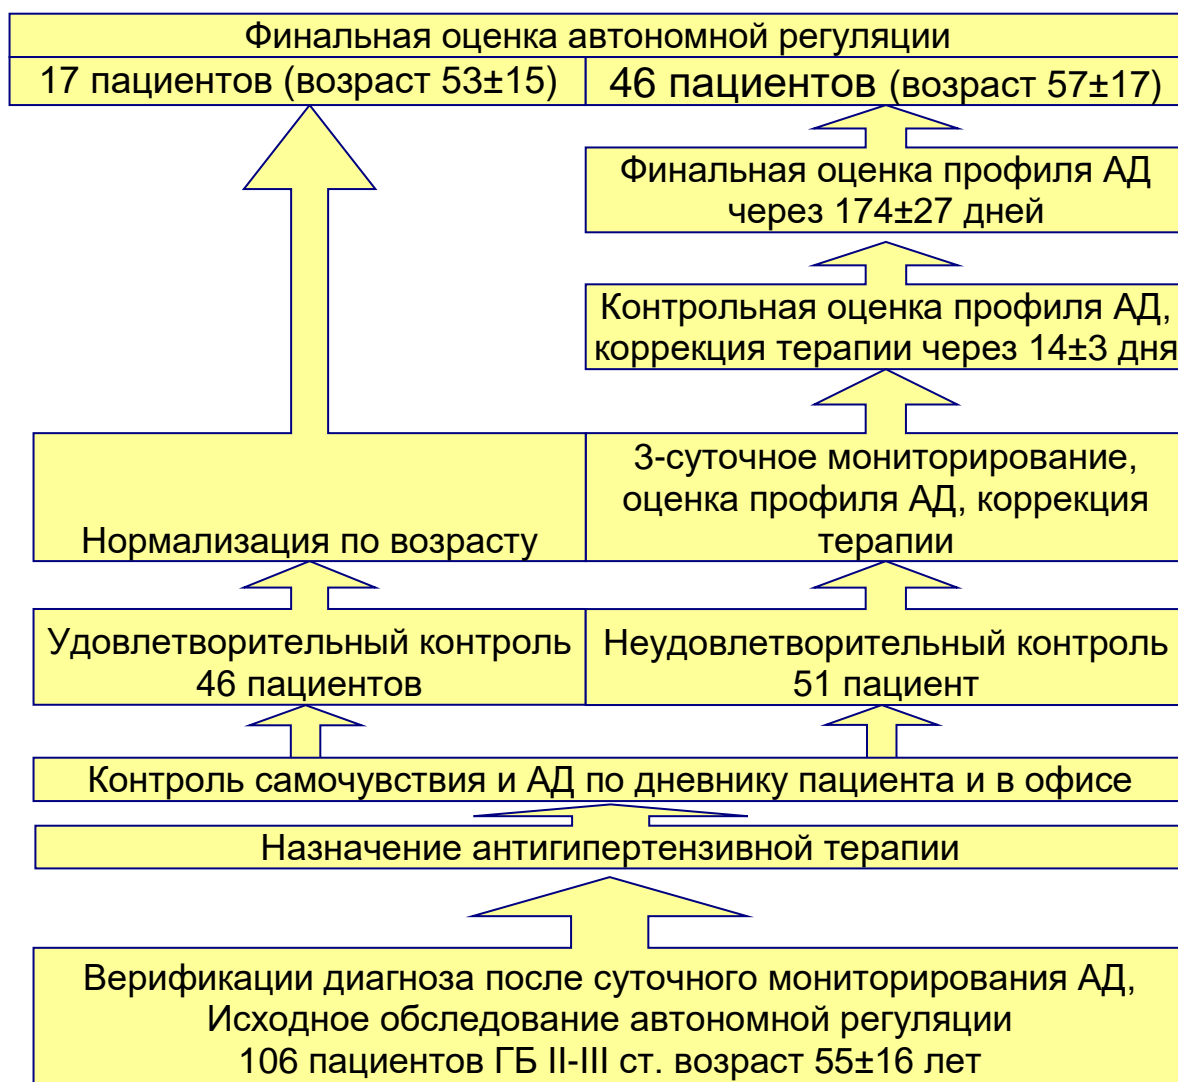 Финальная оценка автономной регуляции
17 пациентов (возраст 53±15)
46 пациентов (возраст 57±17)
Финальная оценка профиля АД
через 174±27 дней
Контрольная оценка профиля АД,
коррекция терапии через 14±3 дня
3-суточное мониторирование,
оценка профиля АД, коррекция
терапии
Нормализация по возрасту
Удовлетворительный контроль
46 пациентов
Неудовлетворительный контроль
51 пациент
Контроль самочувствия и АД по дневнику пациента и в офисе
Назначение антигипертензивной терапии
Верификации диагноза после суточного мониторирования АД,
Исходное обследование автономной регуляции
106 пациентов ГБ II-III ст. возраст 55±16 лет